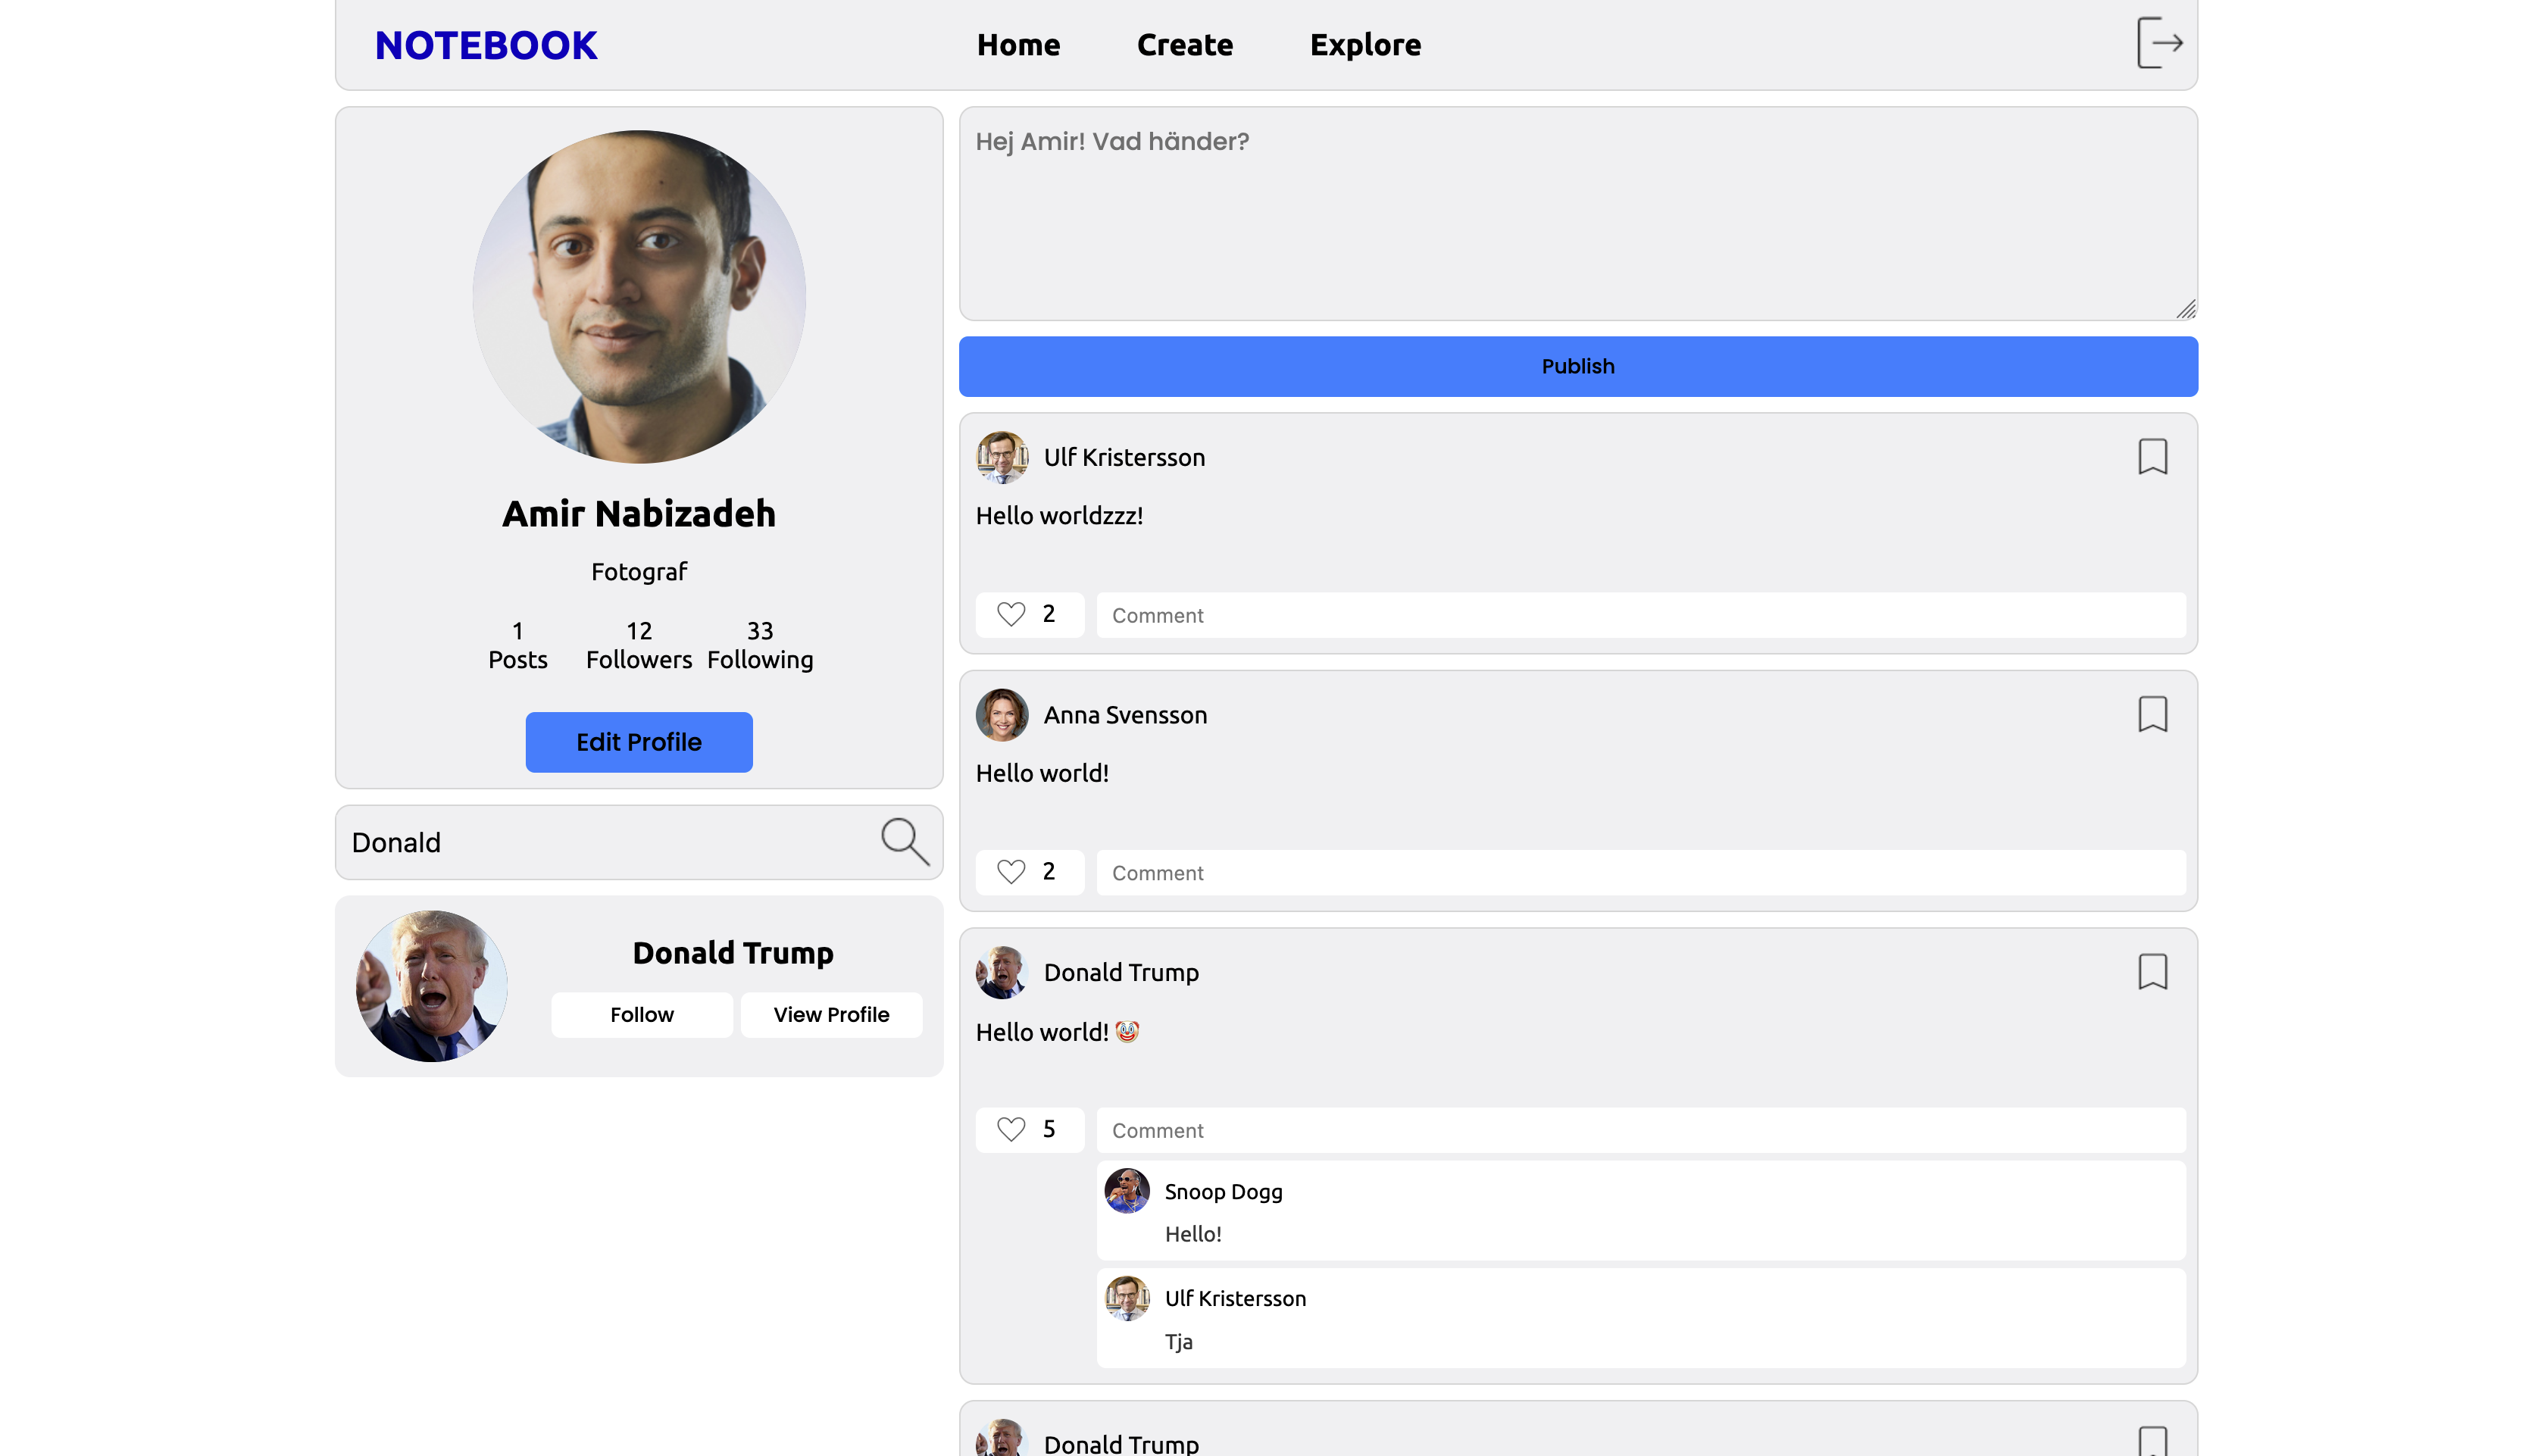 NOTEBOOK
Home
Create
Explore
Amir Nabizadeh
Fotograf
1
Posts
12
Followers
33
Following
Edit Profile
Donald
Donald Trump
Follow
View Profile
Hej Amir! Vad händer?
Publish
Ulf Kristersson
Hello worldzzz!
2
Comment
Anna Svensson
Hello world!
2
Comment
Donald Trump
Hello world! 🤡
5
Comment
Snoop Dogg
Hello!
Ulf Kristersson
Tja
Donald Trump